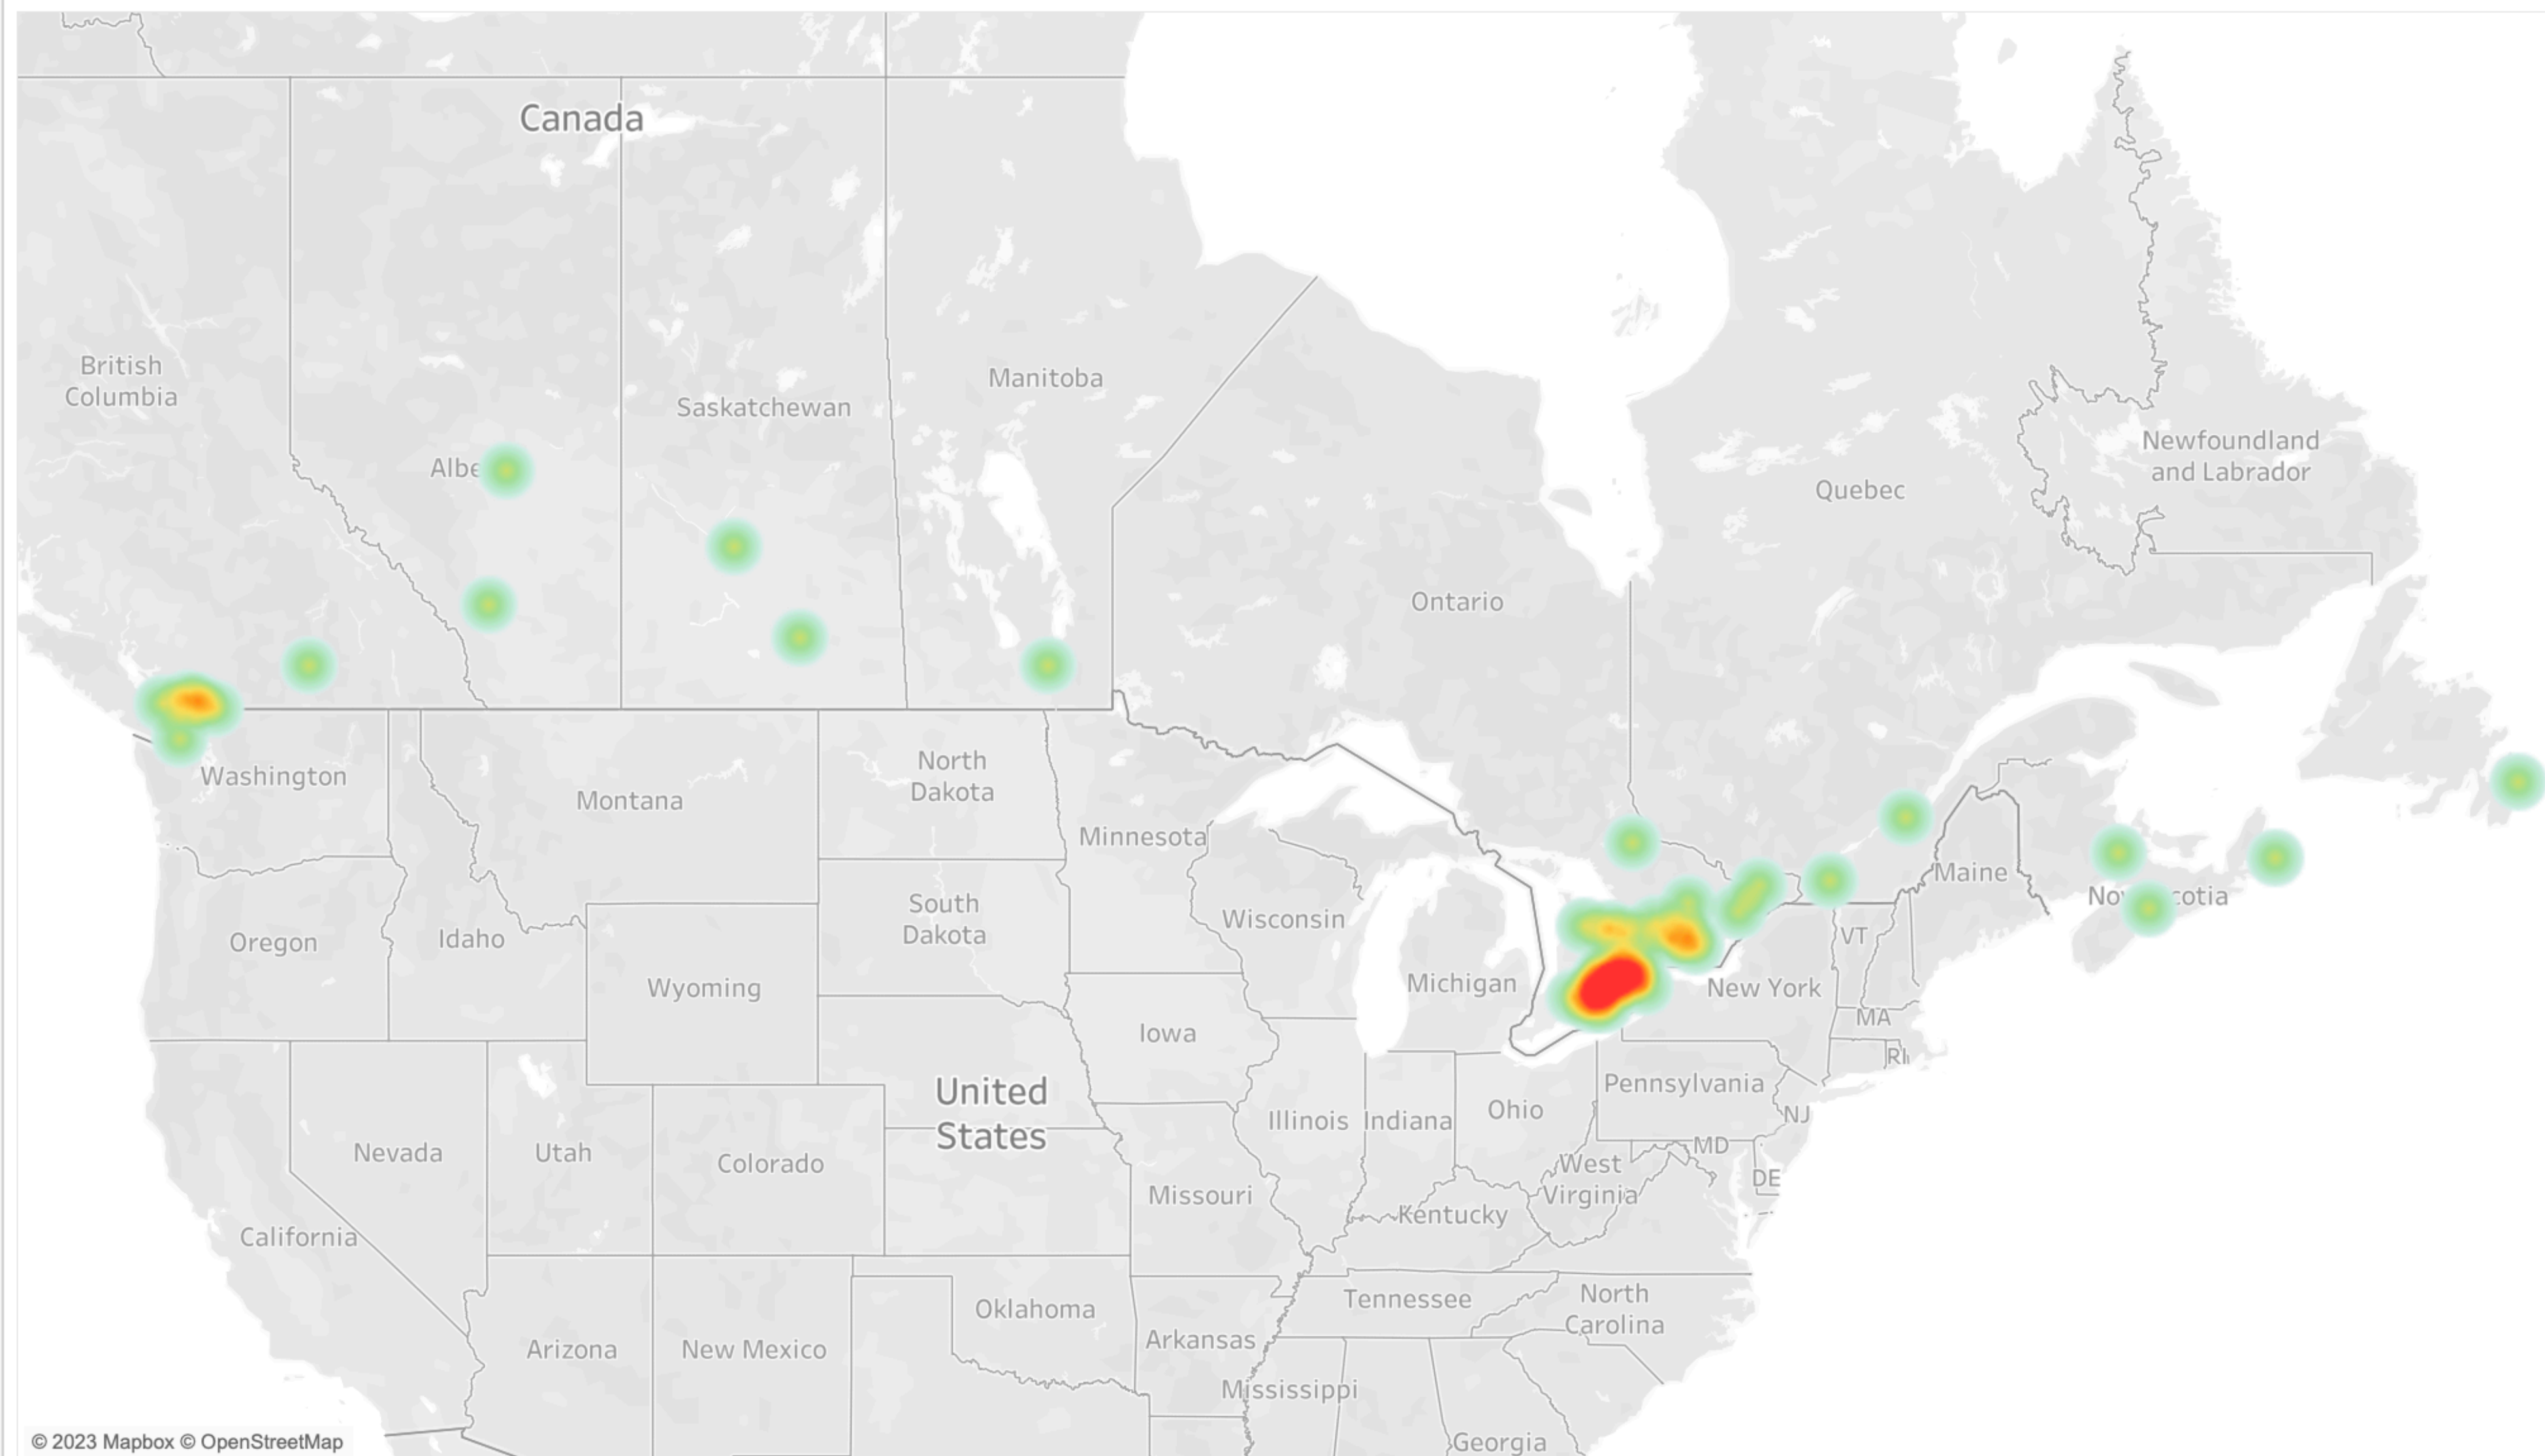 Canada
British
Columbia
Manitoba
Saskatchewan
Newfoundland
and Labrador
Albe
Quebec
Ontario
Washington
North
Dakota
Montana
Minnesota
Maine
No
cotia
South
Dakota
Wisconsin
VT
Oregon
Idaho
Michigan
New York
Wyoming
MA
Iowa
RI
Pennsylvania
United
States
Ohio
NJ
Illinois
Indiana
MD
Nevada
Utah
Colorado
West
Virginia
DE
Missouri
Kentucky
California
Tennessee
North
Carolina
Oklahoma
Arkansas
Arizona
New Mexico
Mississippi
Georgia
© 2023 Mapbox © OpenStreetMap